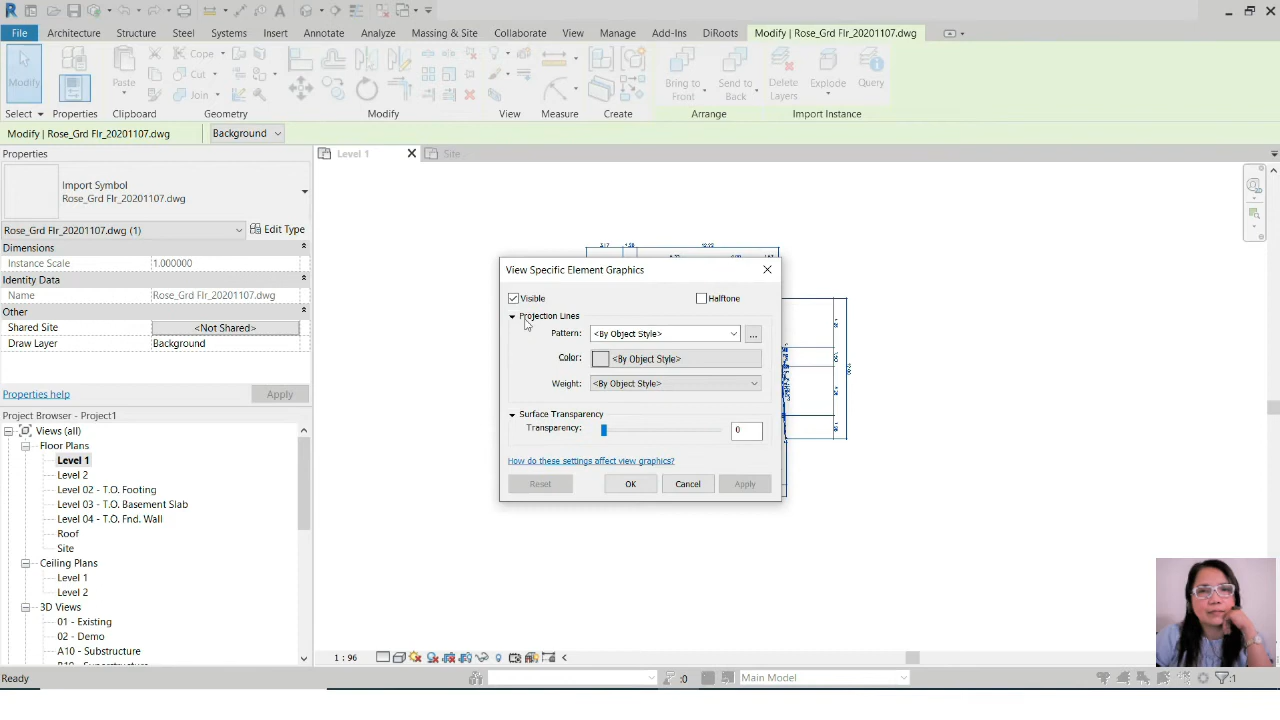 File Architecture Structure Steel Systems Insert Annotate Analyze Massing & Site Collaborate View Manage Add-Ins DiRoots Modify | Rose_Grd Flr_20201107.dwg
Modify
Paste
Cope
Cut
Join
Bring to Front
Send to Back
Delete Layers
Explode
Query
Select Properties Clipboard Geometry Modify View Measure Create Arrange Import Instance
Modify | Rose_Grd Flr_20201107.dwg Background
Properties
Level 1 Site
Import Symbol
Rose_Grd Flr_20201107.dwg
Rose_Grd Flr_20201107.dwg (1) Edit Type
Dimensions
Instance Scale 1.000000
Identity Data
Name Rose_Grd Flr_20201107.dwg
Other
Shared Site <Not Shared>
Draw Layer Background
Properties help Apply
Project Browser - Project1
Views (all)
Floor Plans
Level 1
Level 2
Level 02 - T.O. Footing
Level 03 - T.O. Basement Slab
Level 04 - T.O. Fnd. Wall
Roof
Site
Ceiling Plans
Level 1
Level 2
3D Views
01 - Existing
02 - Demo
A10 - Substructure
View Specific Element Graphics
Visible Halftone
Projection Lines
Pattern: <By Object Style> ...
Color: <By Object Style>
Weight: <By Object Style>
Surface Transparency
Transparency: 0
How do these settings affect view graphics?
Reset OK Cancel Apply
1 : 96
Ready :0 Main Model :1